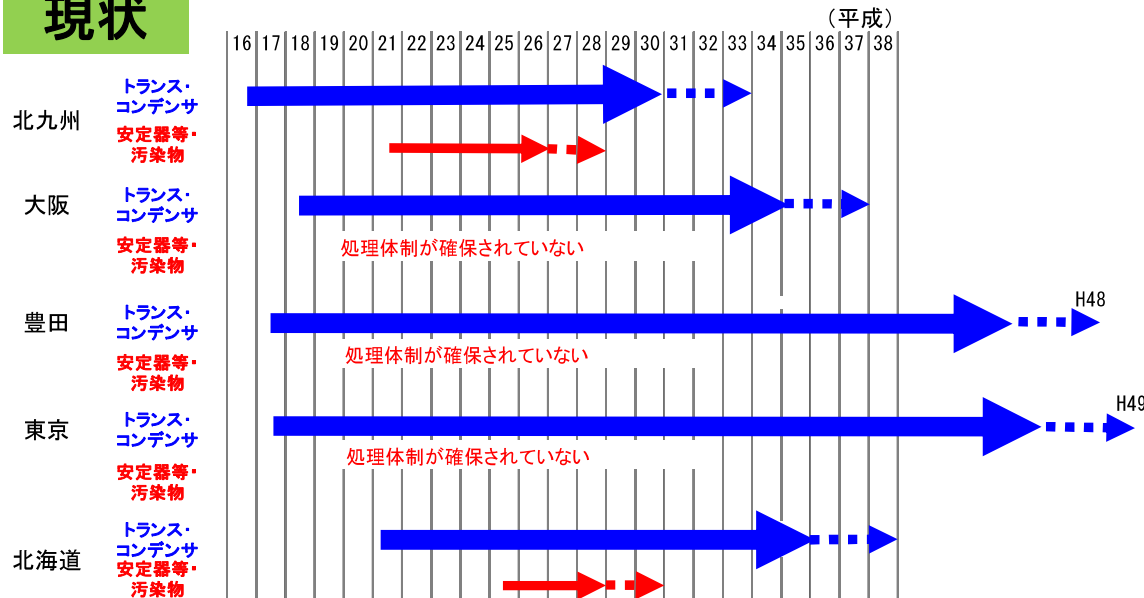 現状
（平成）
16 17 18 19 20 21 22 23 24 25 26 27 28 29 30 31 32 33 34 35 36 37 38
北九州
トランス・
コンデンサ
安定器等・
汚染物
大阪
トランス・
コンデンサ
安定器等・
汚染物
処理体制が確保されていない
豊田
トランス・
コンデンサ
H48
安定器等・
汚染物
処理体制が確保されていない
東京
トランス・
コンデンサ
H49
安定器等・
汚染物
処理体制が確保されていない
北海道
トランス・
コンデンサ
安定器等・
汚染物